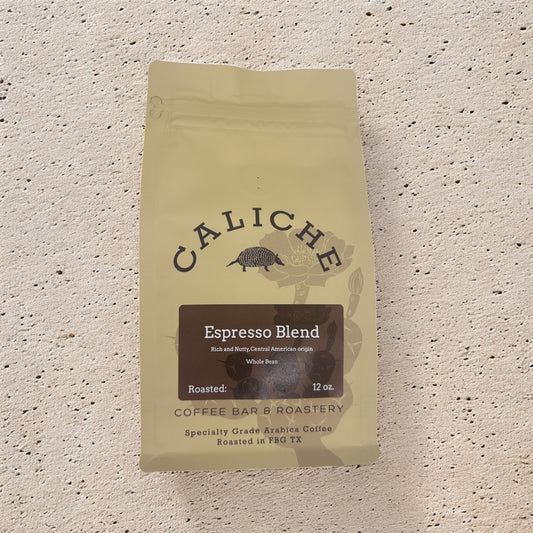 CALICHE
Espresso Blend
Rich and Nutty,Central American origin
Whole Bean
Roasted: 12 oz.
COFFEE BAR & ROASTERY
Specialty Grade Arabica Coffee
Roasted in FBG TX